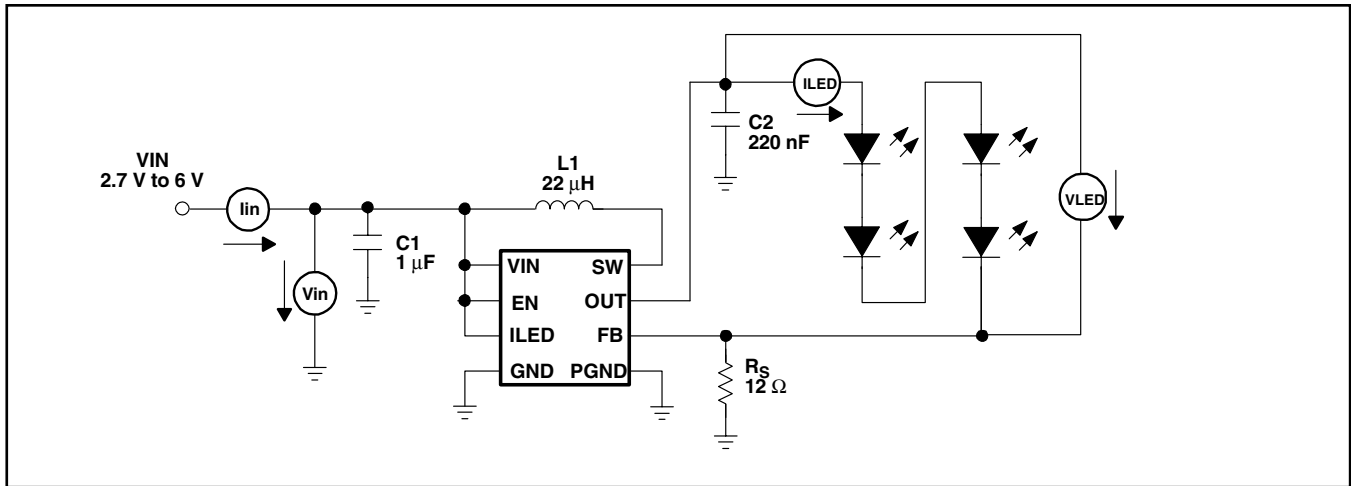 VIN
2.7 V to 6 V
Iin
Vin
C1
1 μF
L1
22 μH
VIN
EN
ILED
GND
SW
OUT
FB
PGND
C2
220 nF
ILED
VLED
RS
12 Ω